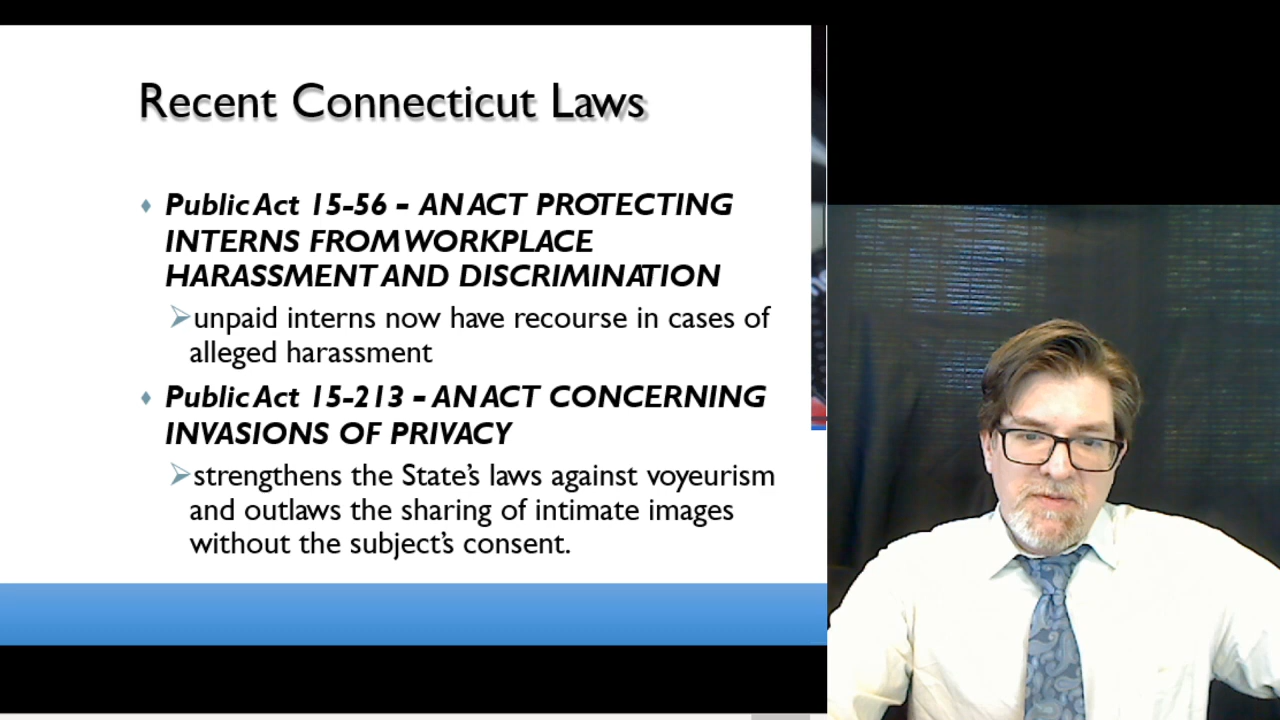 Recent Connecticut Laws
Public Act 15-56 – AN ACT PROTECTING
INTERNS FROM WORKPLACE
HARASSMENT AND DISCRIMINATION
unpaid interns now have recourse in cases of
alleged harassment
Public Act 15-213 – AN ACT CONCERNING
INVASIONS OF PRIVACY
strengthens the State's laws against voyeurism
and outlaws the sharing of intimate images
without the subject's consent.